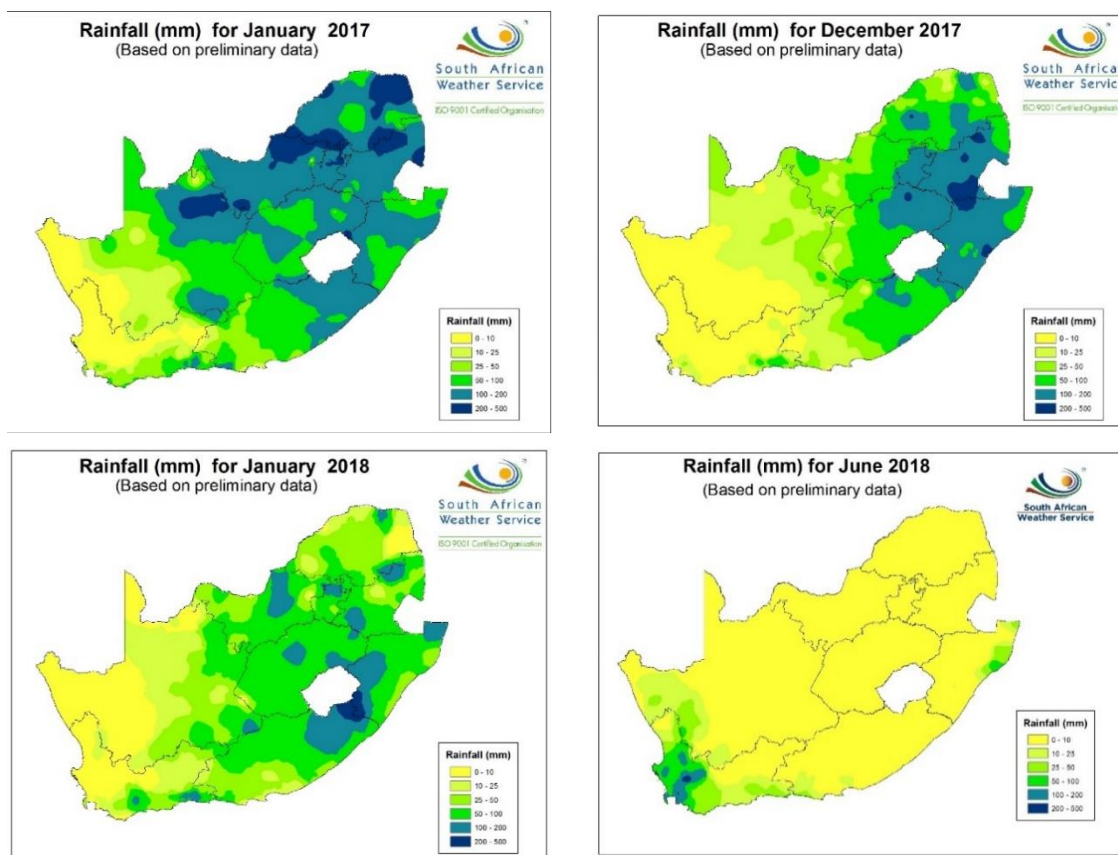 Rainfall (mm) for January 2017
(Based on preliminary data)
South African
Weather Service
ISO 9001 Certified Organisation
Rainfall (mm)
0 - 10
10 - 25
25 - 50
50 - 100
100 - 200
200 - 500
Rainfall (mm) for December 2017
(Based on preliminary data)
South African
Weather Service
ISO 9001 Certified Organisation
Rainfall (mm)
0 - 10
10 - 25
25 - 50
50 - 100
100 - 200
200 - 500
Rainfall (mm) for January 2018
(Based on preliminary data)
South African
Weather Service
ISO 9001 Certified Organisation
Rainfall (mm)
0 - 10
10 - 25
25 - 50
50 - 100
100 - 200
200 - 500
Rainfall (mm) for June 2018
(Based on preliminary data)
South African
Weather Service
Rainfall (mm)
0 - 10
10 - 25
25 - 50
50 - 100
100 - 200
200 - 500